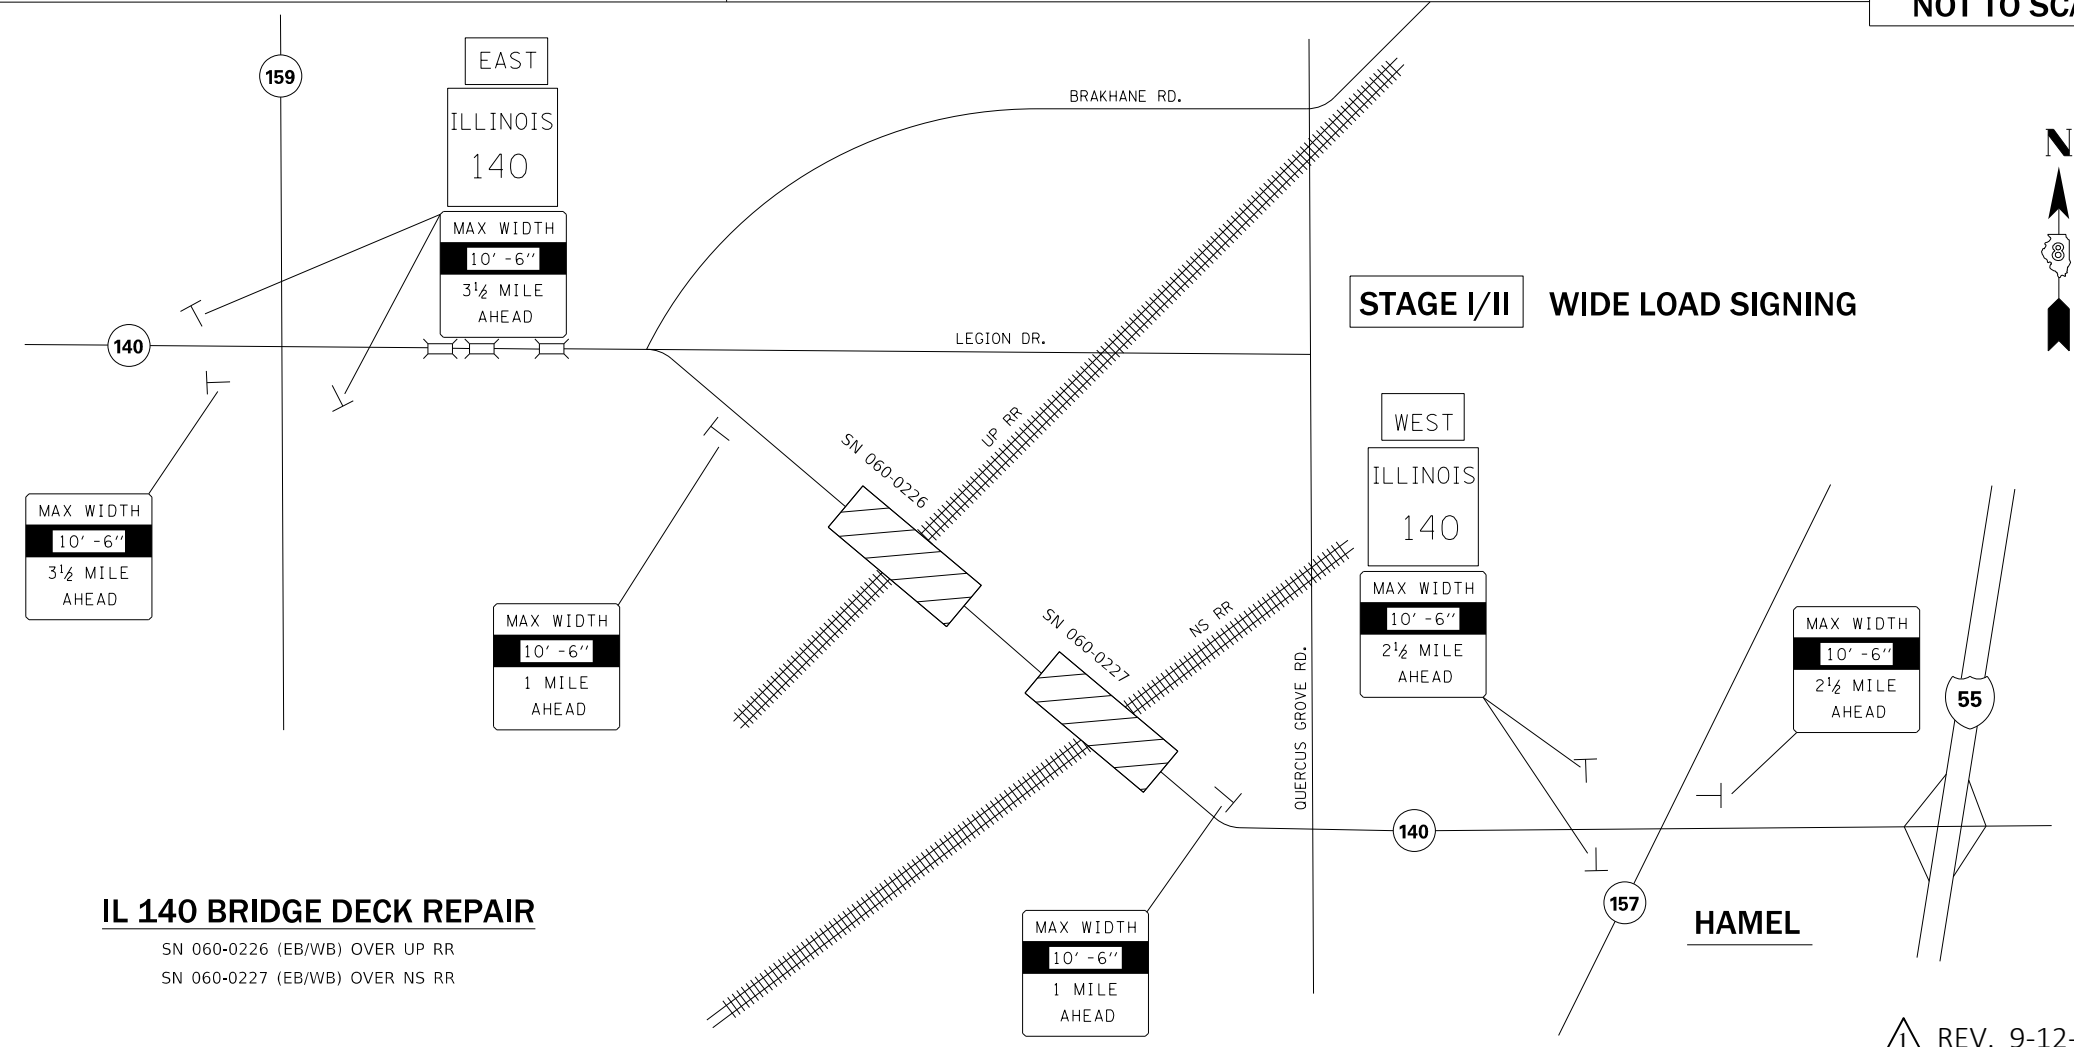 NOT TO
159
EAST
ILLINOIS
140
MAX WIDTH
10'-6"
3½ MILE
AHEAD
BRAKHANE RD.
N
8
STAGE I/II WIDE LOAD SIGNING
140
LEGION DR.
UP RR
SN 060-0226
WEST
ILLINOIS
140
MAX WIDTH
10'-6"
2½ MILE
AHEAD
MAX WIDTH
10'-6"
3½ MILE
AHEAD
MAX WIDTH
10'-6"
1 MILE
AHEAD
SN 060-0227
NS RR
QUERCUS GROVE RD.
MAX WIDTH
10'-6"
2½ MILE
AHEAD
55
140
157
HAMEL
IL 140 BRIDGE DECK REPAIR
SN 060-0226 (EB/WB) OVER UP RR
SN 060-0227 (EB/WB) OVER NS RR
MAX WIDTH
10'-6"
1 MILE
AHEAD
1 REV. 9-12-